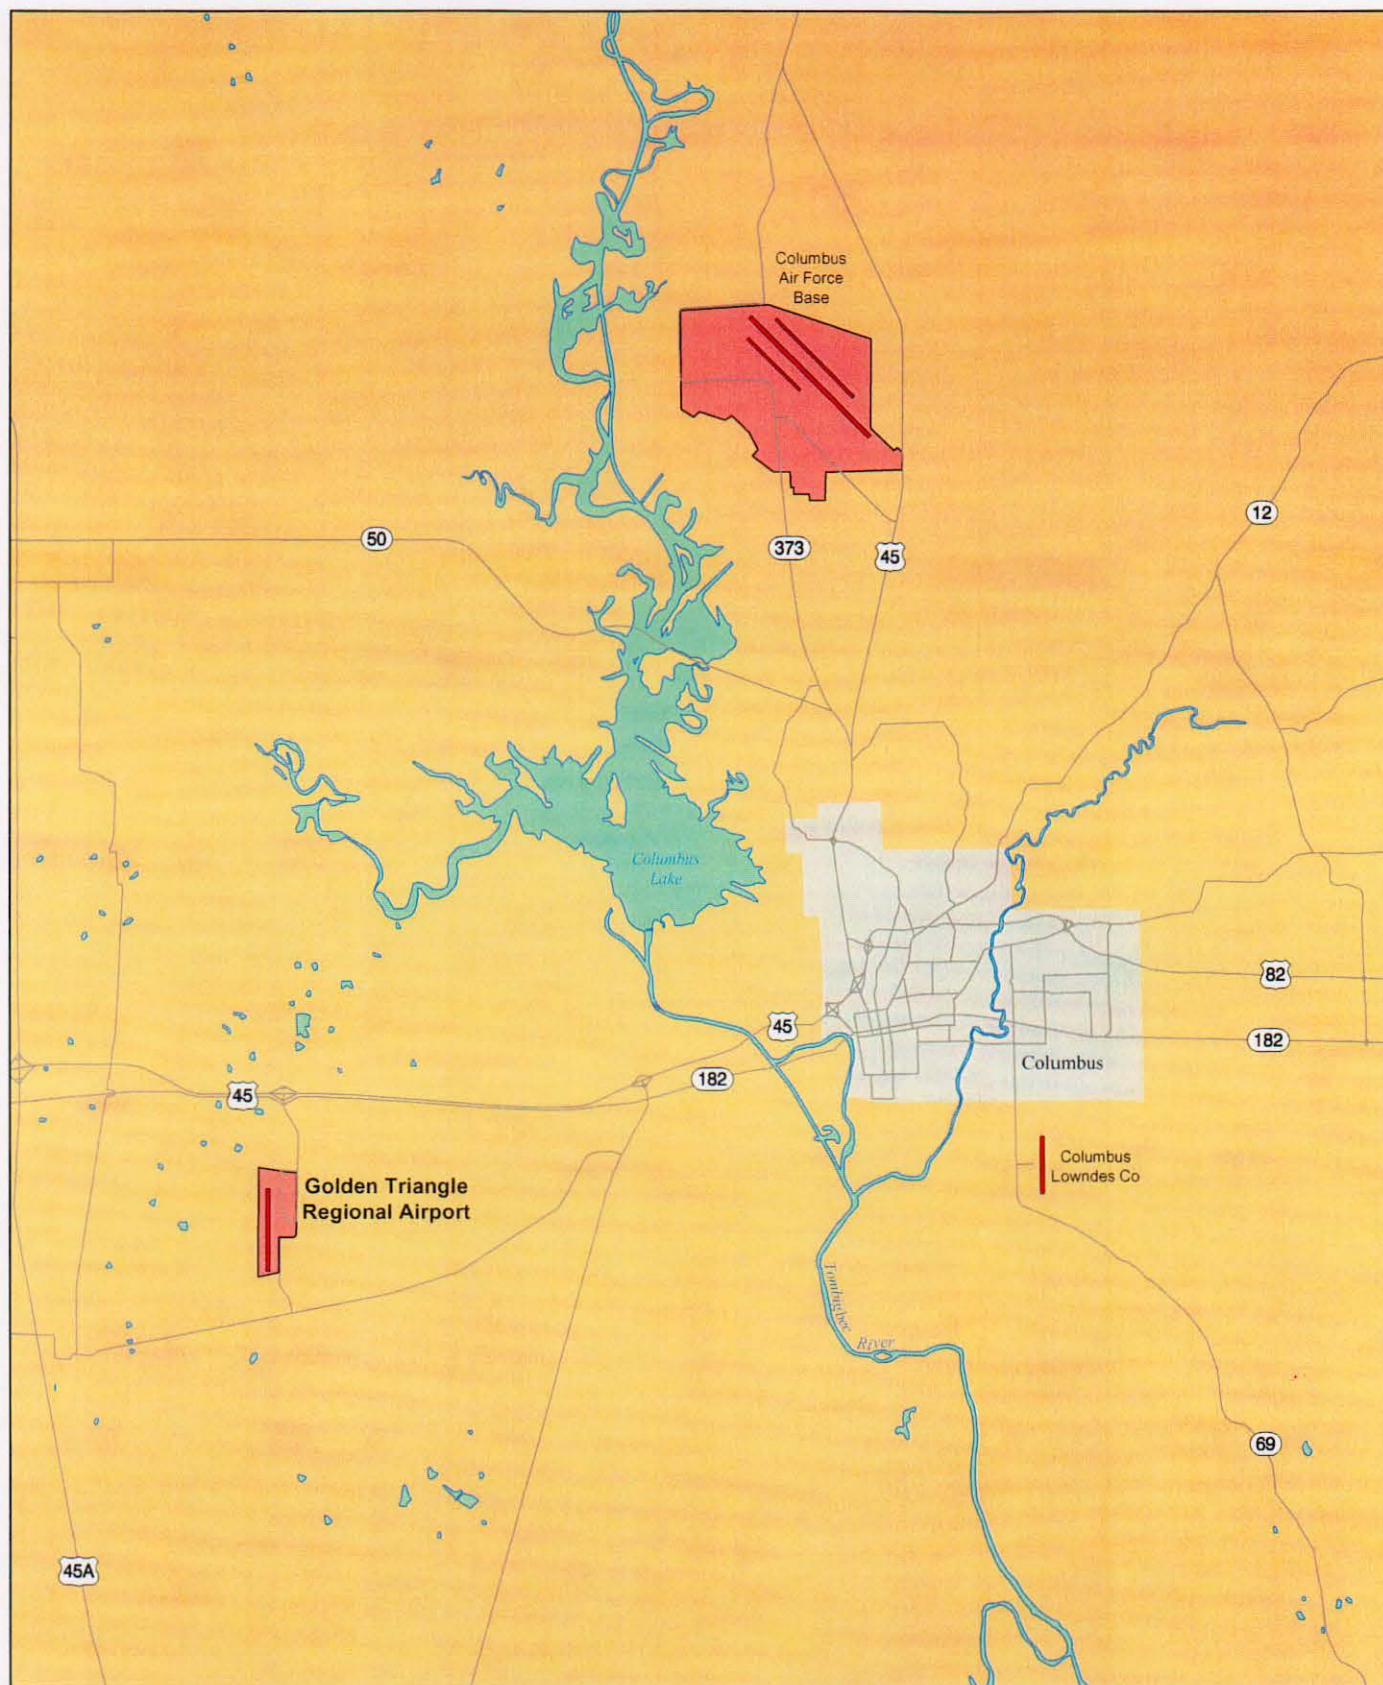 Columbus
Air Force
Base
12
50
373
45
Columbus
Lake
82
45
182
Columbus
182
45
Columbus
Lowndes Co
Golden Triangle
Regional Airport
Tombigbee
River
69
45A